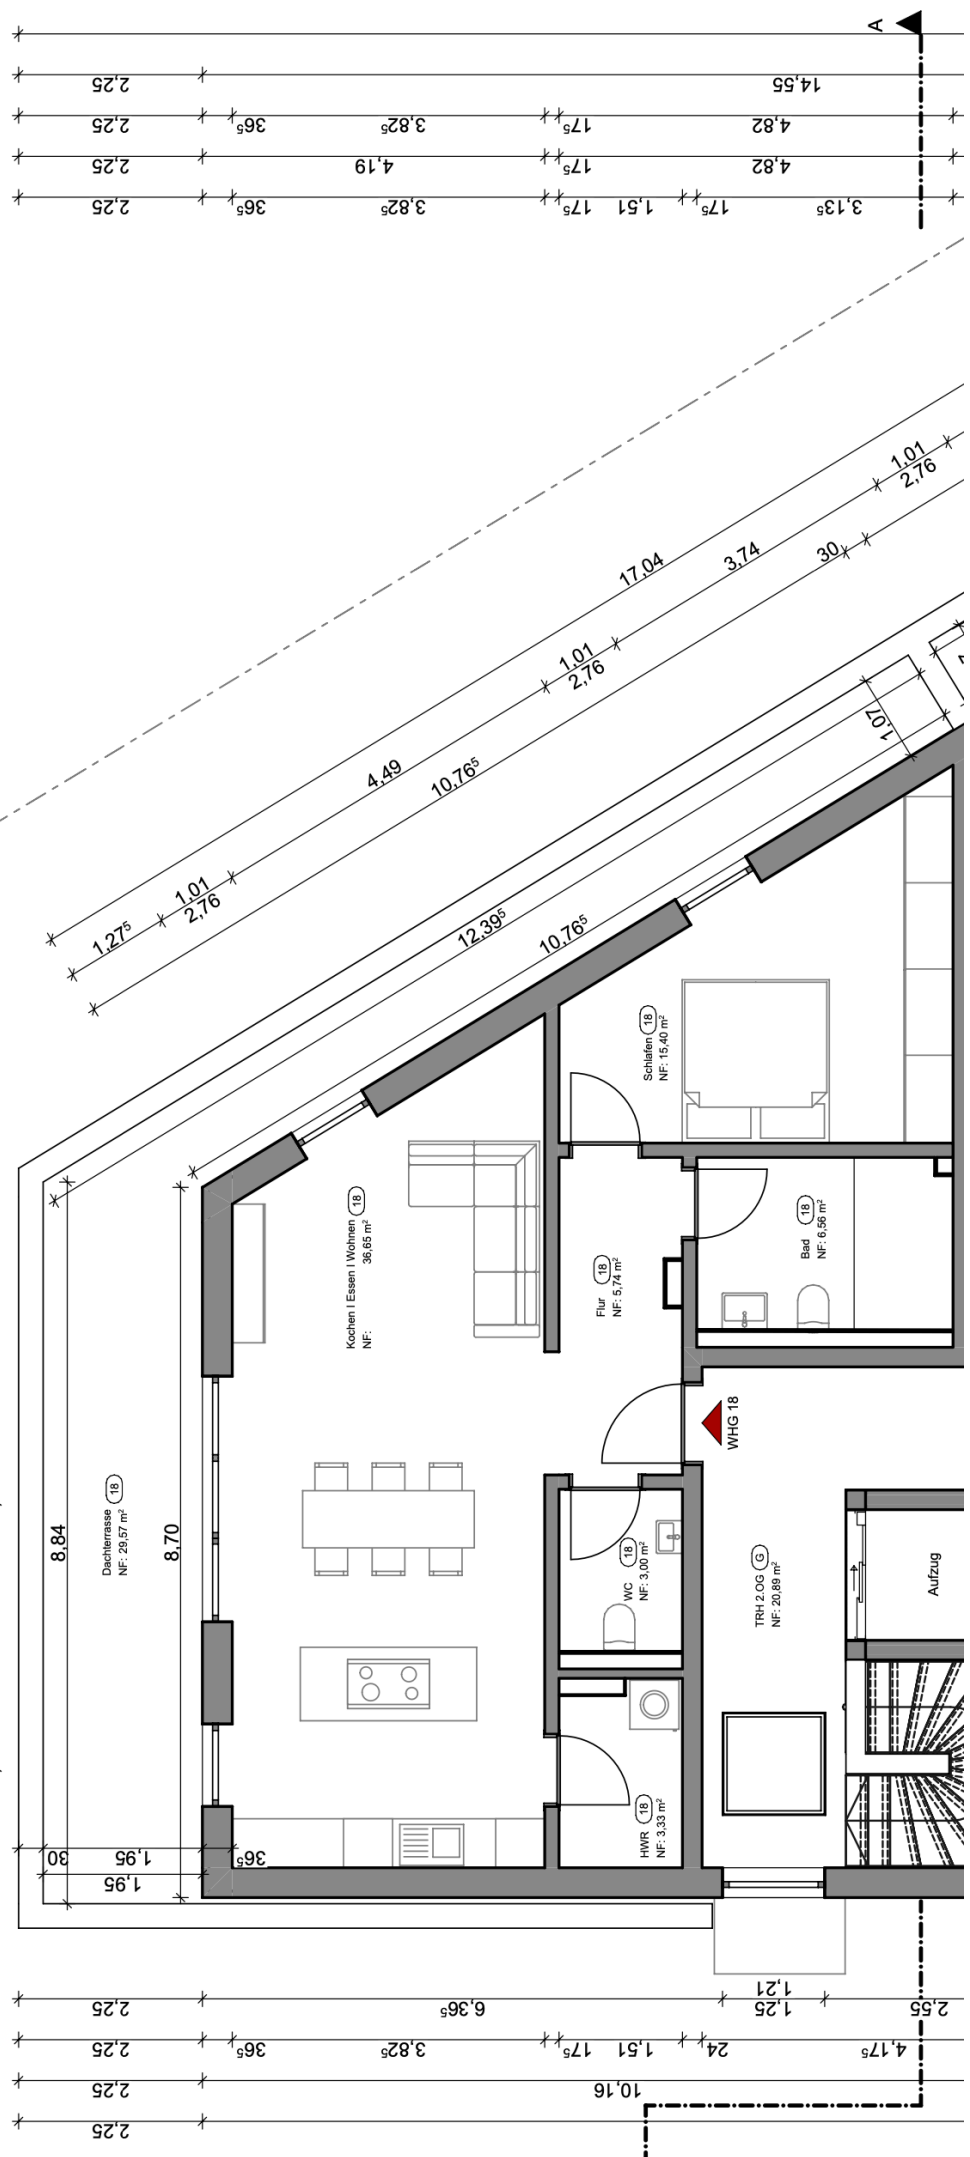 A
2,25
14,55
2,25
36⁵
3,82⁵
17⁵
4,82
2,25
4,19
17⁵
4,82
2,25
36⁵
3,82⁵
17⁵
1,51
17⁵
3,13⁵
17,04
1,27⁵
1,01
2,76
4,49
1,01
2,76
3,74
1,01
2,76
10,76⁵
30
12,39⁵
10,76⁵
1,07
Schlafen 18
NF: 15,40 m²
Kochen I Essen I Wohnen 18
NF: 36,65 m²
Bad 18
NF: 6,56 m²
Flur 18
NF: 5,74 m²
WHG 18
Dachterrasse 18
NF: 29,57 m²
8,84
8,70
WC 18
NF: 3,00 m²
TRH 2.OG G
NF: 20,89 m²
Aufzug
HWR 18
NF: 3,33 m²
30
1,95
36⁵
1,95
2,25
6,36⁵
1,21
1,25
2,55
2,25
36⁵
3,82⁵
17⁵
1,51
24
4,17⁵
2,25
10,16
2,25